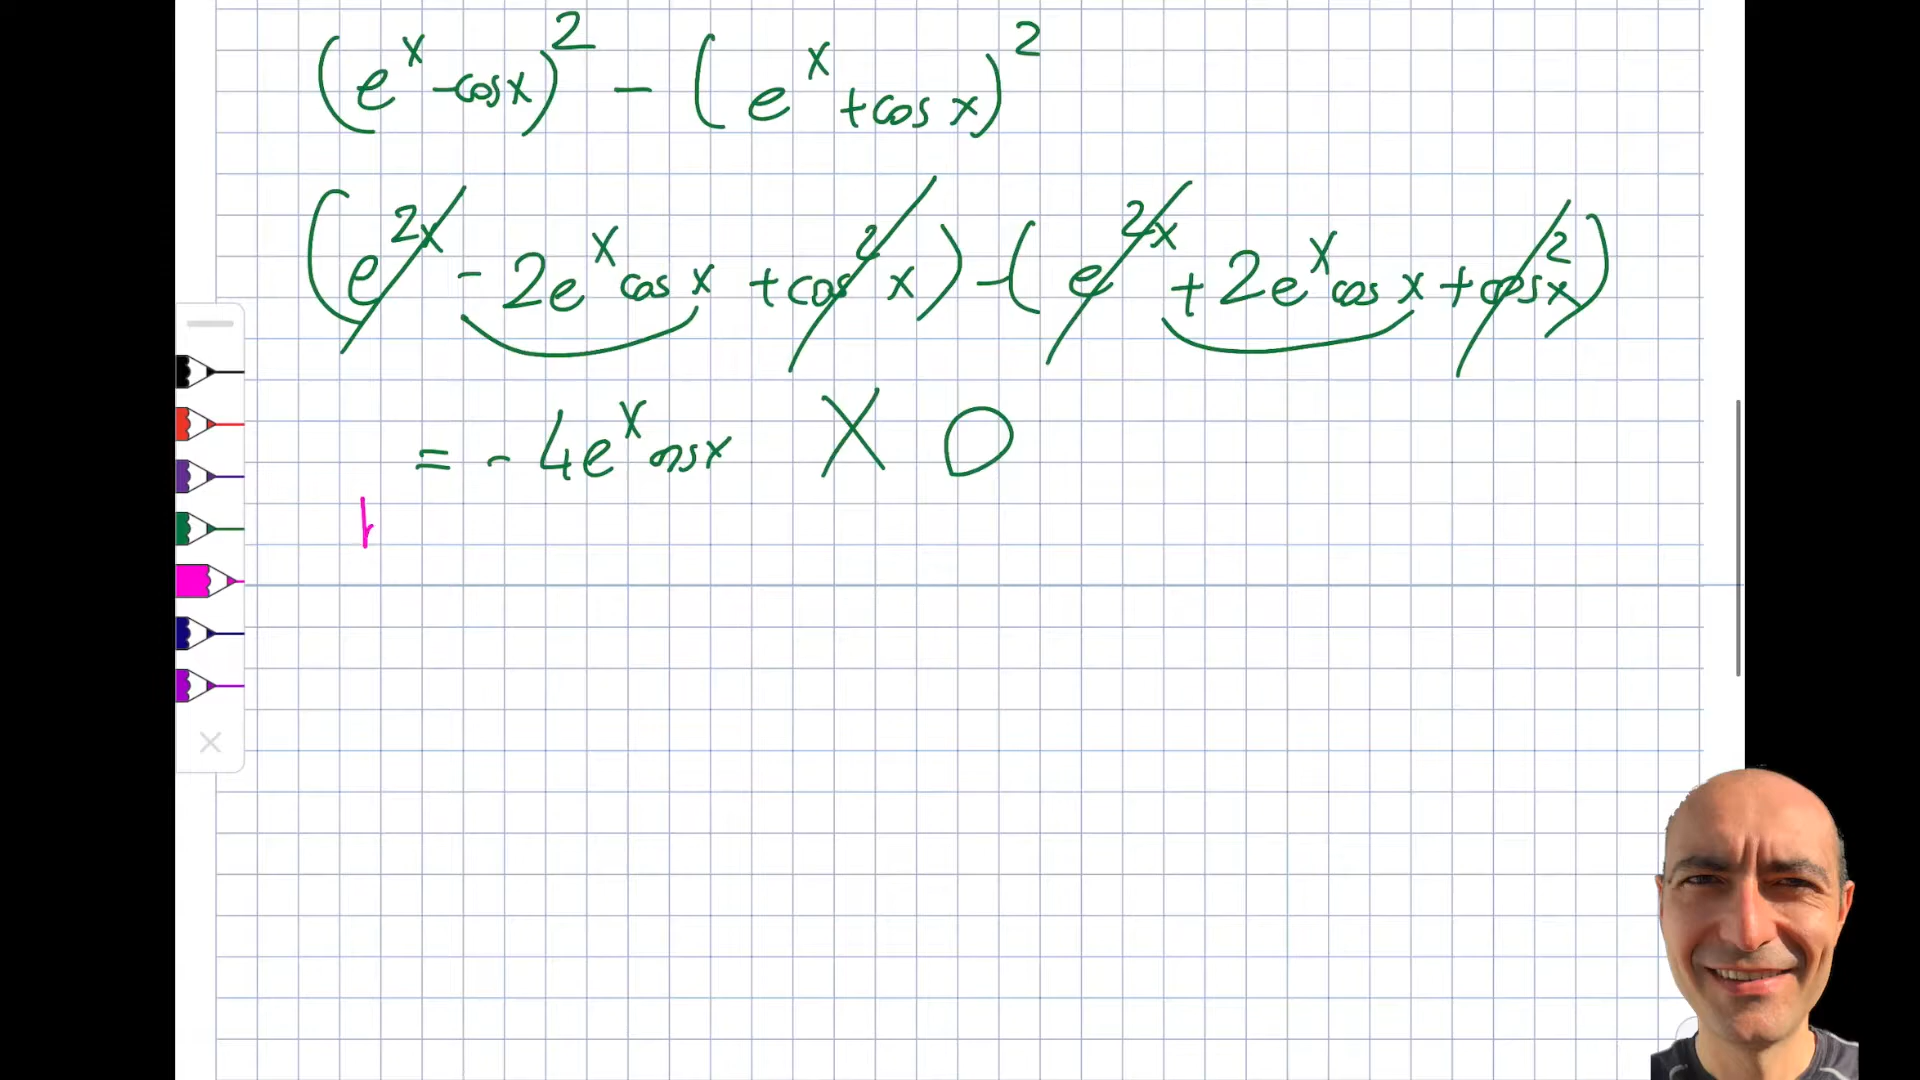 (e^x - cos x)^2 - (e^x + cos x)^2
(e^2x - 2e^x cos x + cos^2 x) - (e^2x + 2e^x cos x + cos^2 x)
= - 4e^x cos x X O